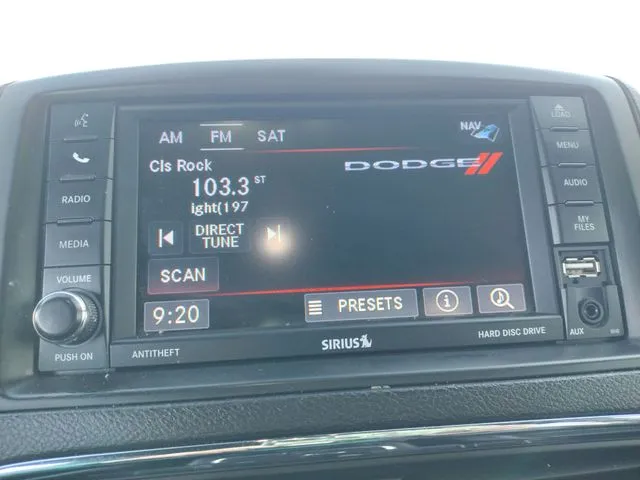 AM FM SAT NAV
Cls Rock
DODGE
103.3 ST
ight(197
DIRECT
TUNE
SCAN
9:20
PRESETS
i
RADIO
MEDIA
VOLUME
PUSH ON
ANTITHEFT
SIRIUS
HARD DISC DRIVE
LOAD
MENU
AUDIO
MY
FILES
AUX